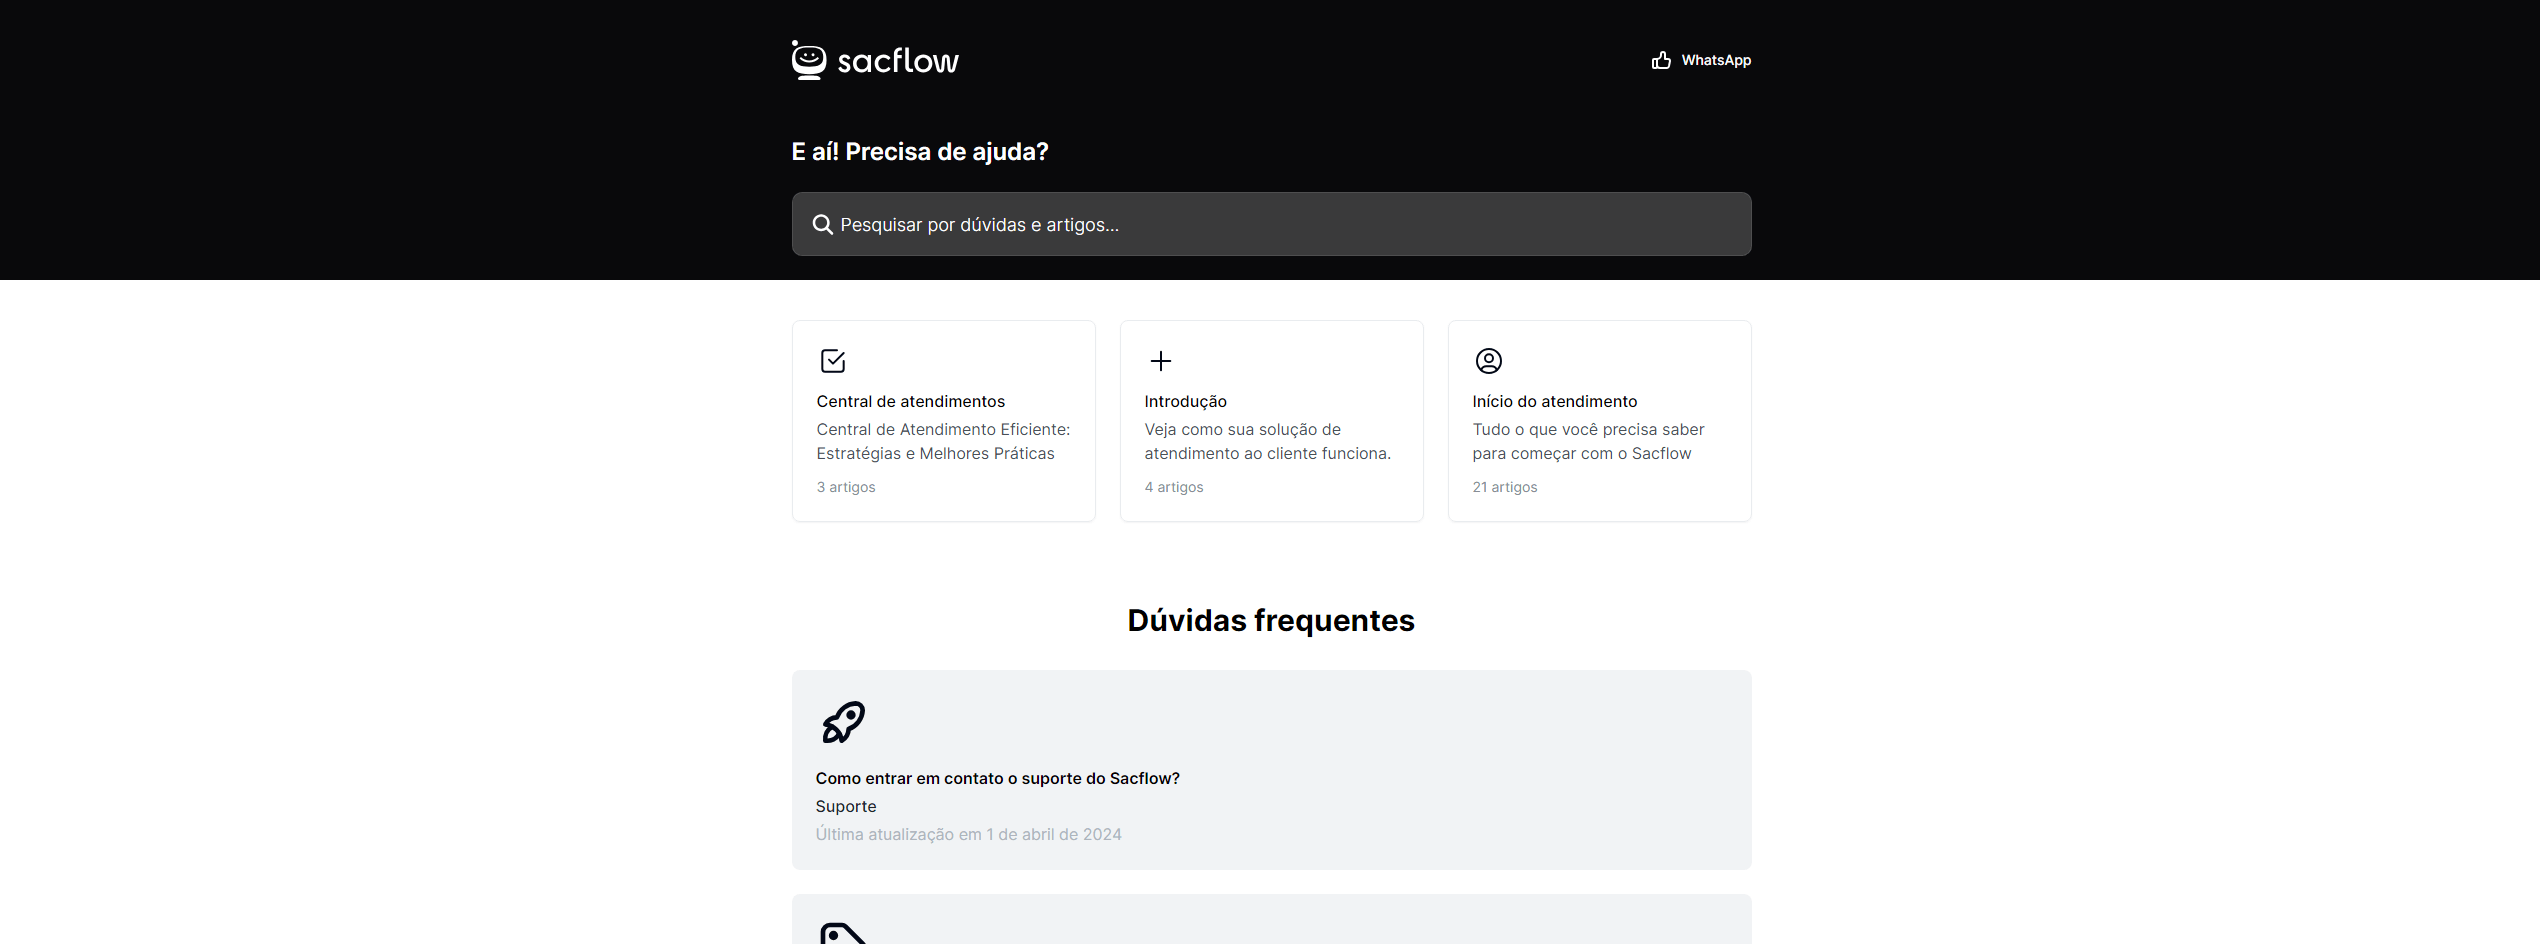 sacflow
WhatsApp
E aí! Precisa de ajuda?
Pesquisar por dúvidas e artigos...
Central de atendimentos
Central de Atendimento Eficiente:
Estratégias e Melhores Práticas
3 artigos
Introdução
Veja como sua solução de
atendimento ao cliente funciona.
4 artigos
Início do atendimento
Tudo o que você precisa saber
para começar com o Sacflow
21 artigos
Dúvidas frequentes
Como entrar em contato o suporte do Sacflow?
Suporte
Última atualização em 1 de abril de 2024